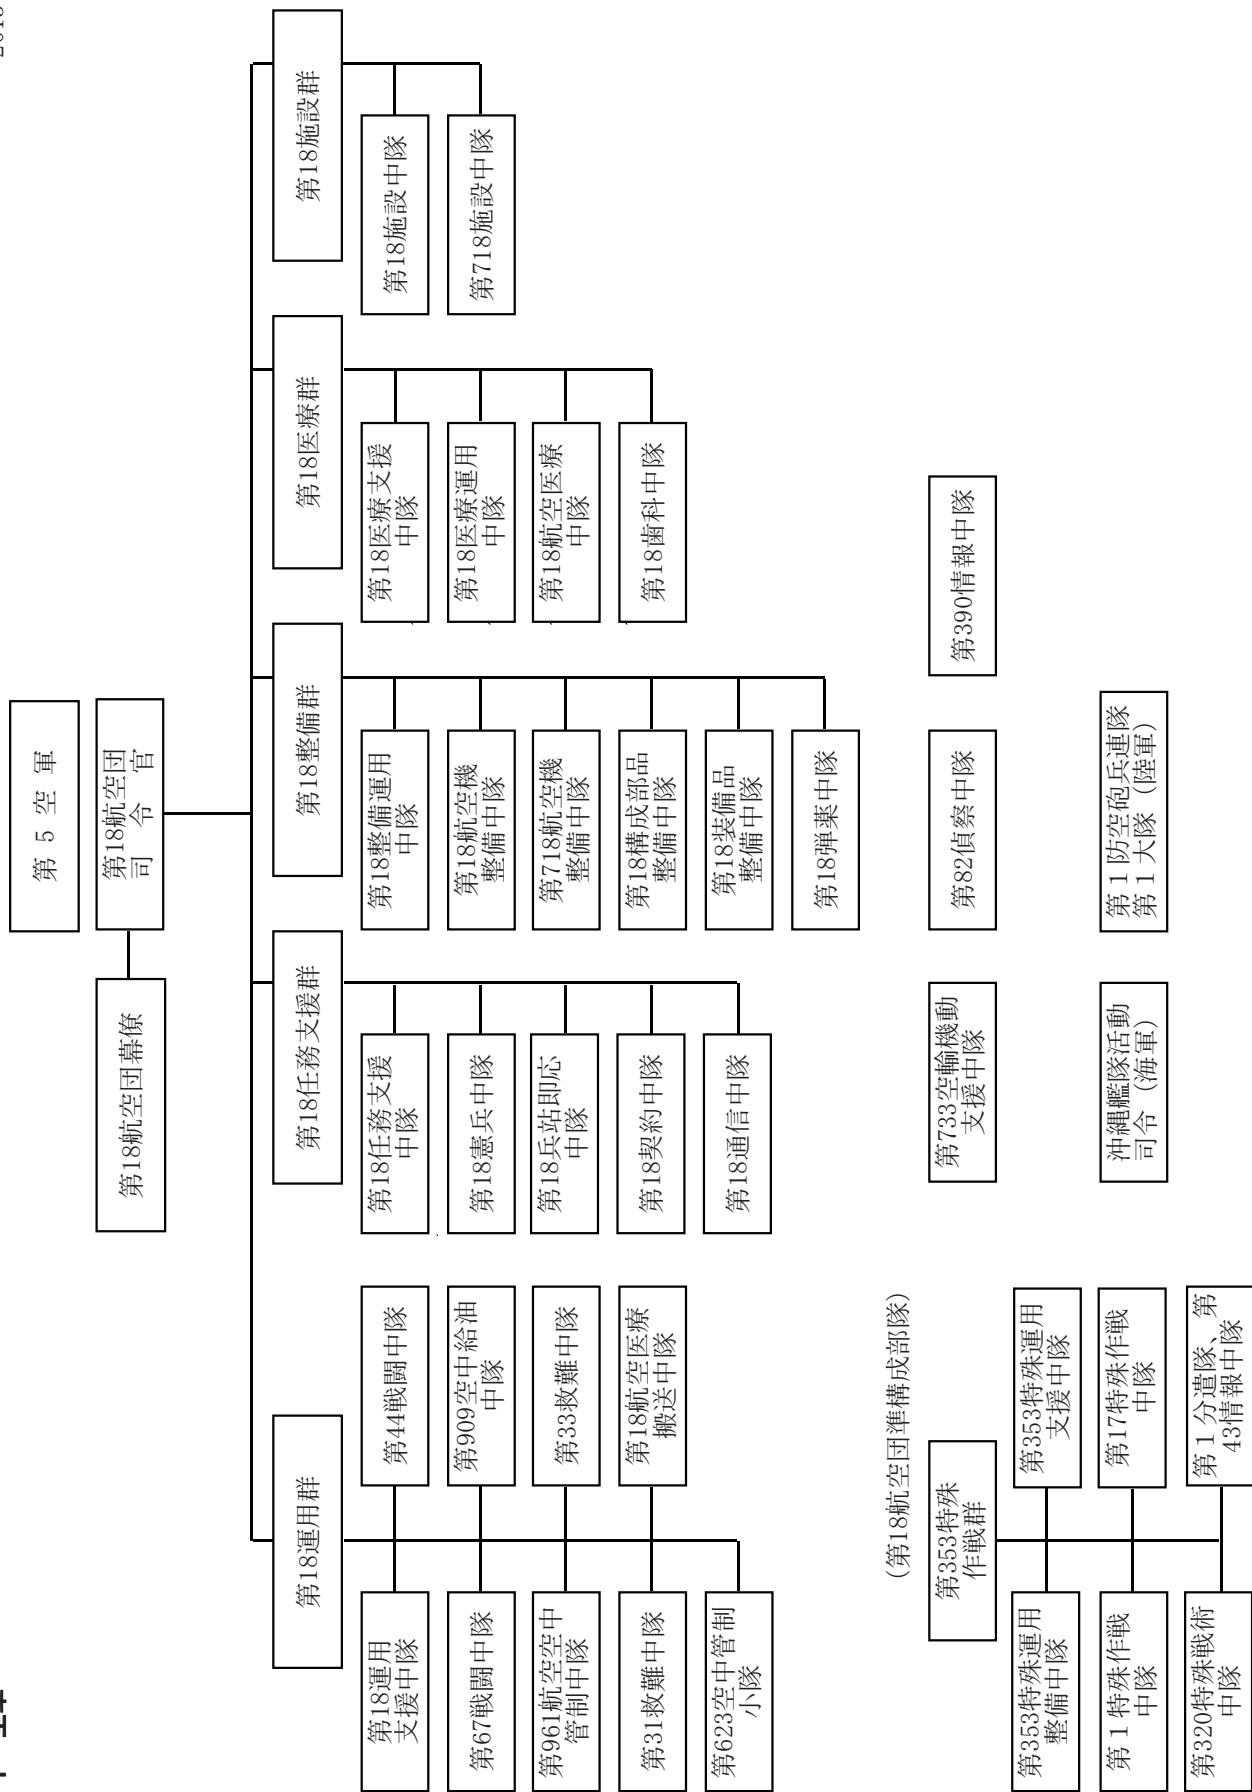 第 5 空 軍
第18航空団
司 令 官
第18航空団幕僚
第18運用群
第18運用
支援中隊
第44戦闘中隊
第67戦闘中隊
第909空中給油
中隊
第961航空空中
管制中隊
第33救難中隊
第31救難中隊
第18航空医療
搬送中隊
第623空中管制
小隊
第18任務支援群
第18任務支援
中隊
第18憲兵中隊
第18兵站即応
中隊
第18契約中隊
第18通信中隊
第18整備群
第18整備運用
中隊
第18航空機
整備中隊
第718航空機
整備中隊
第18構成部品
整備中隊
第18装備品
整備中隊
第18弾薬中隊
第18医療群
第18医療支援
中隊
第18医療運用
中隊
第18航空医療
中隊
第18歯科中隊
第18施設群
第18施設中隊
第718施設中隊
(第18航空団準構成部隊)
第353特殊
作戦群
第353特殊運用
整備中隊
第353特殊運用
支援中隊
第１特殊作戦
中隊
第17特殊作戦
中隊
第320特殊戦術
中隊
第１分遣隊、第
43情報中隊
第733空輸機動
支援中隊
第82偵察中隊
第390情報中隊
沖縄艦隊活動
司令（海軍）
第１防空砲兵連隊
第１大隊（陸軍）